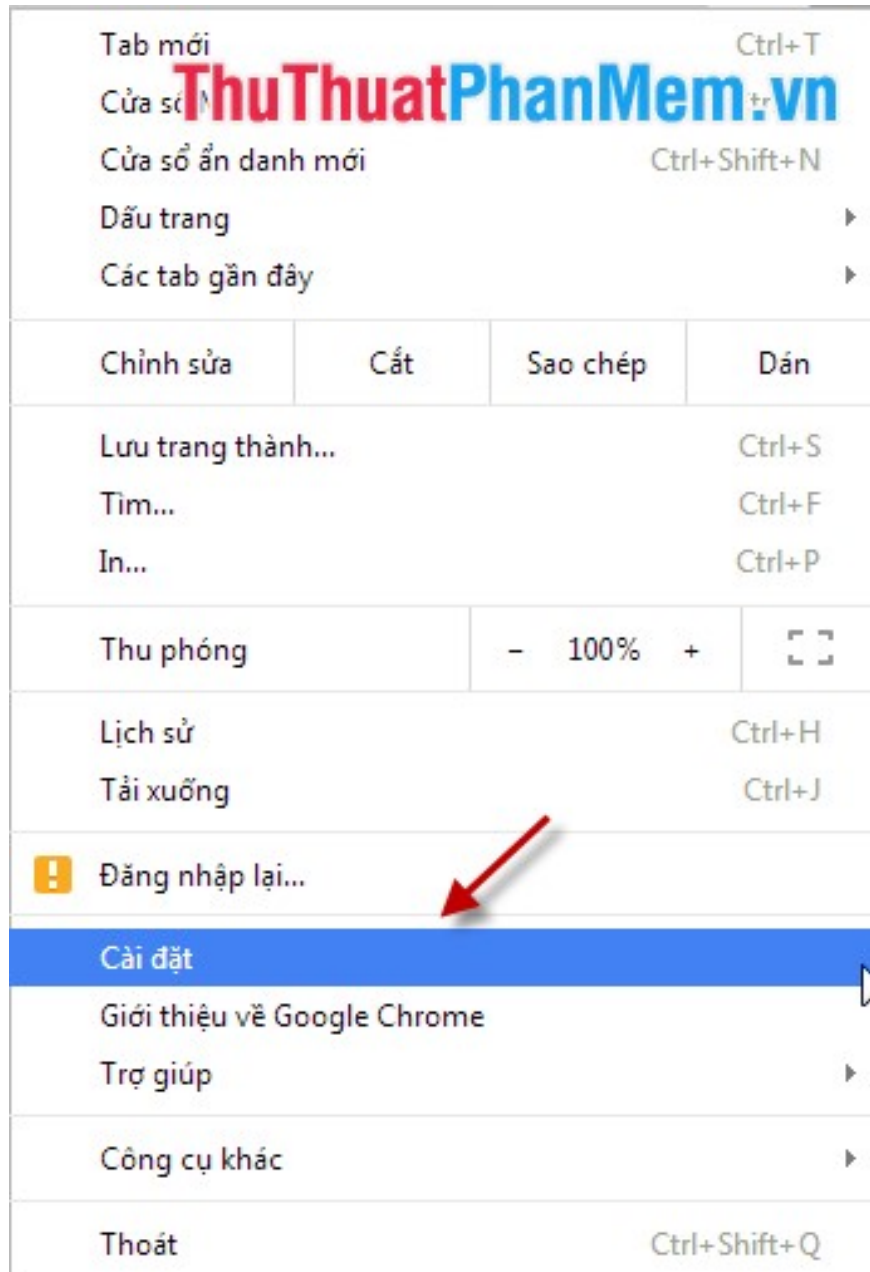 Tab mới Ctrl+T
ThuThuatPhanMem.vn
Cửa
Cửa sổ ẩn danh mới Ctrl+Shift+N
Dấu trang
Các tab gần đây
Chỉnh sửa Cắt Sao chép Dán
Lưu trang thành... Ctrl+S
Tìm... Ctrl+F
In... Ctrl+P
Thu phóng - 100% +
Lịch sử Ctrl+H
Tải xuống Ctrl+J
Đăng nhập lại...
Cài đặt
Giới thiệu về Google Chrome
Trợ giúp
Công cụ khác
Thoát Ctrl+Shift+Q